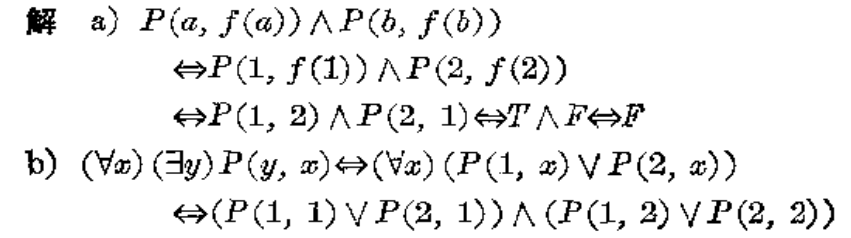 解 a) P(a, f(a))∧P(b, f(b))
⇔P(1, f(1))∧P(2, f(2))
⇔P(1, 2)∧P(2, 1)⇔T∧F⇔F
b) (∀x)(∃y)P(y, x)⇔(∀x)(P(1, x)∨P(2, x))
⇔(P(1, 1)∨P(2, 1))∧(P(1, 2)∨P(2, 2))